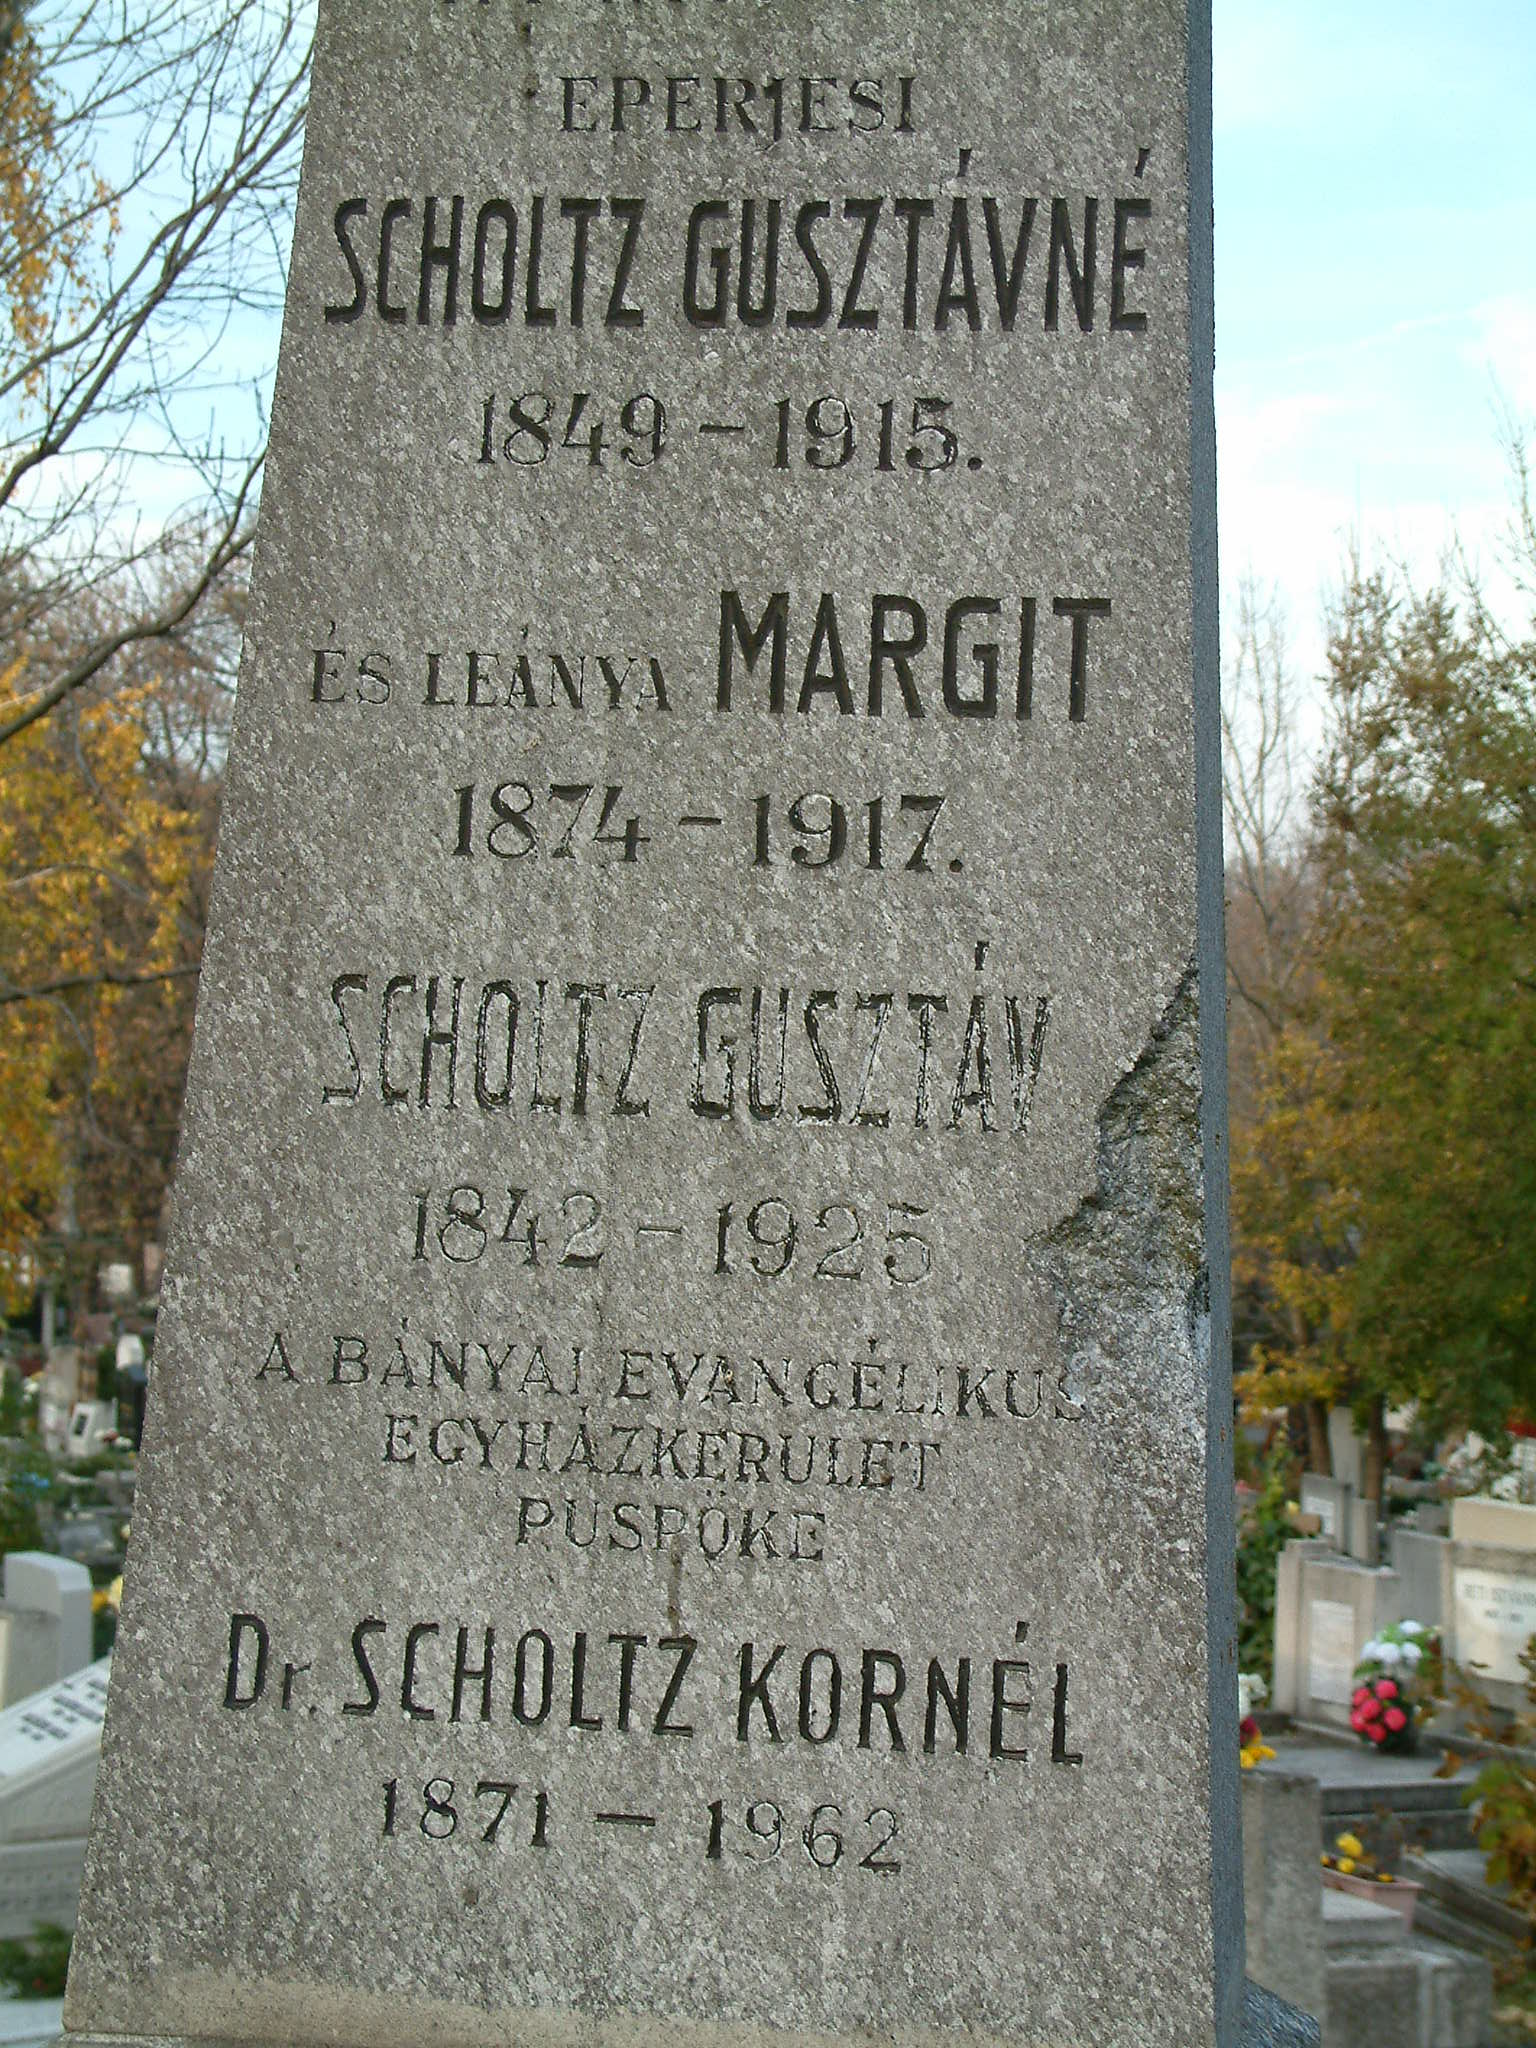 EPERJESI
SCHOLTZ GUSZTÁVNÉ
1849 – 1915.
ÉS LEÁNYA MARGIT
1874 – 1917.
SCHOLTZ GUSZTÁV
1842 – 1925
A BÁNYAI EVANGÉLIKUS
EGYHÁZKERÜLET
PÜSPÖKE
Dr. SCHOLTZ KORNÉL
1871 – 1962